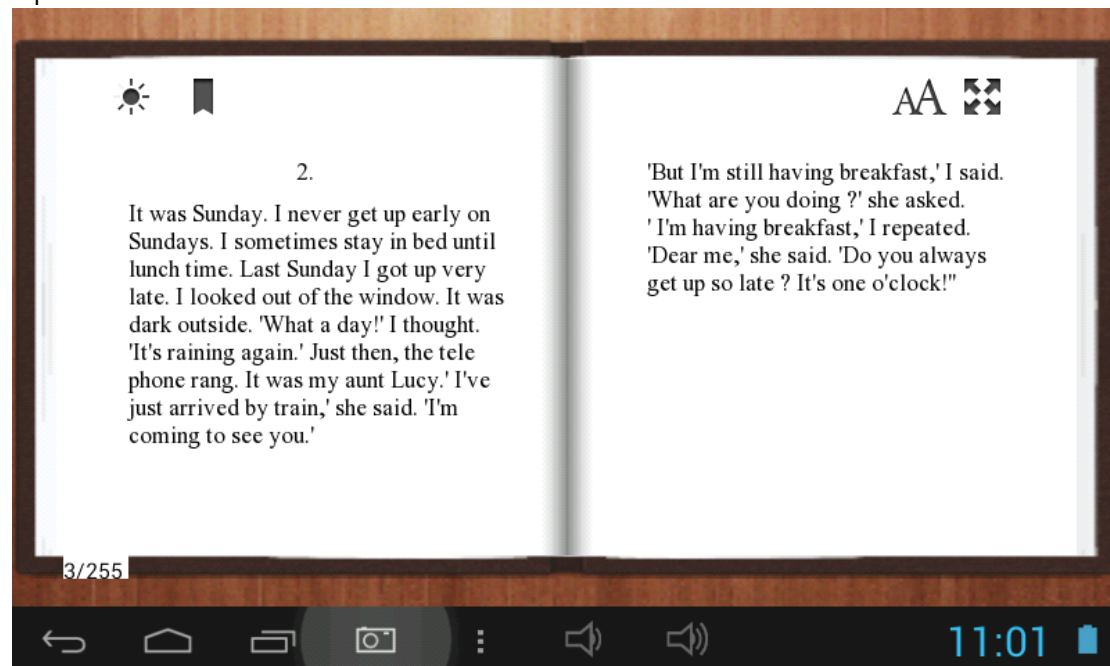 2.
It was Sunday. I never get up early on
Sundays. I sometimes stay in bed until
lunch time. Last Sunday I got up very
late. I looked out of the window. It was
dark outside. 'What a day!' I thought.
'It's raining again.' Just then, the tele
phone rang. It was my aunt Lucy.' I've
just arrived by train,' she said. 'I'm
coming to see you.'
AA
'But I'm still having breakfast,' I said.
'What are you doing ?' she asked.
' I'm having breakfast,' I repeated.
'Dear me,' she said. 'Do you always
get up so late ? It's one o'clock!"
3/255
11:01